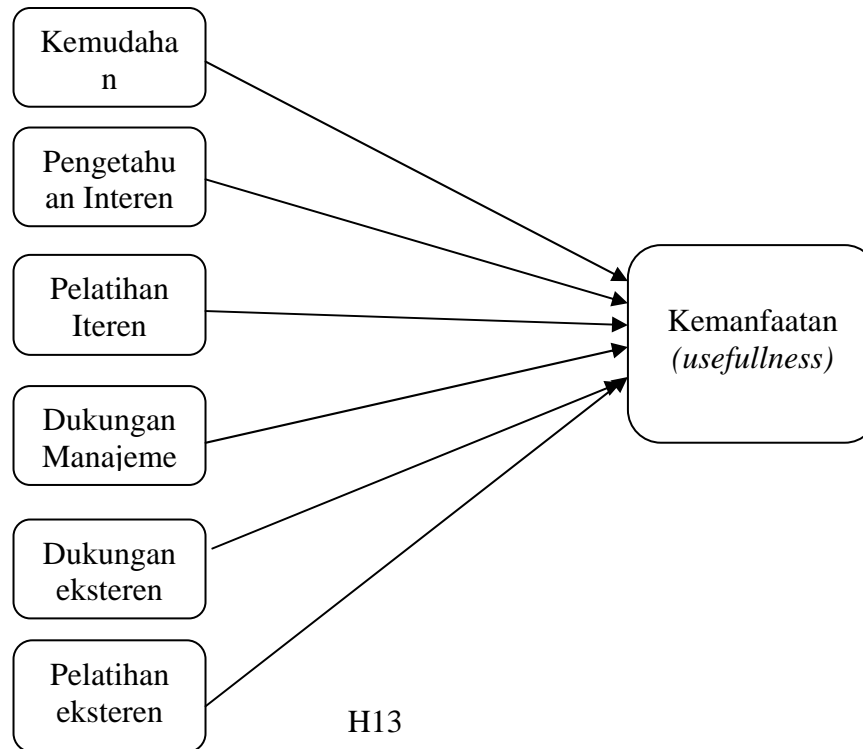 Kemudaha
n
Pengetahu
an Interen
Pelatihan
Iteren
Dukungan
Manajeme
Dukungan
eksteren
Pelatihan
eksteren
Kemanfaatan
(usefullness)
H13